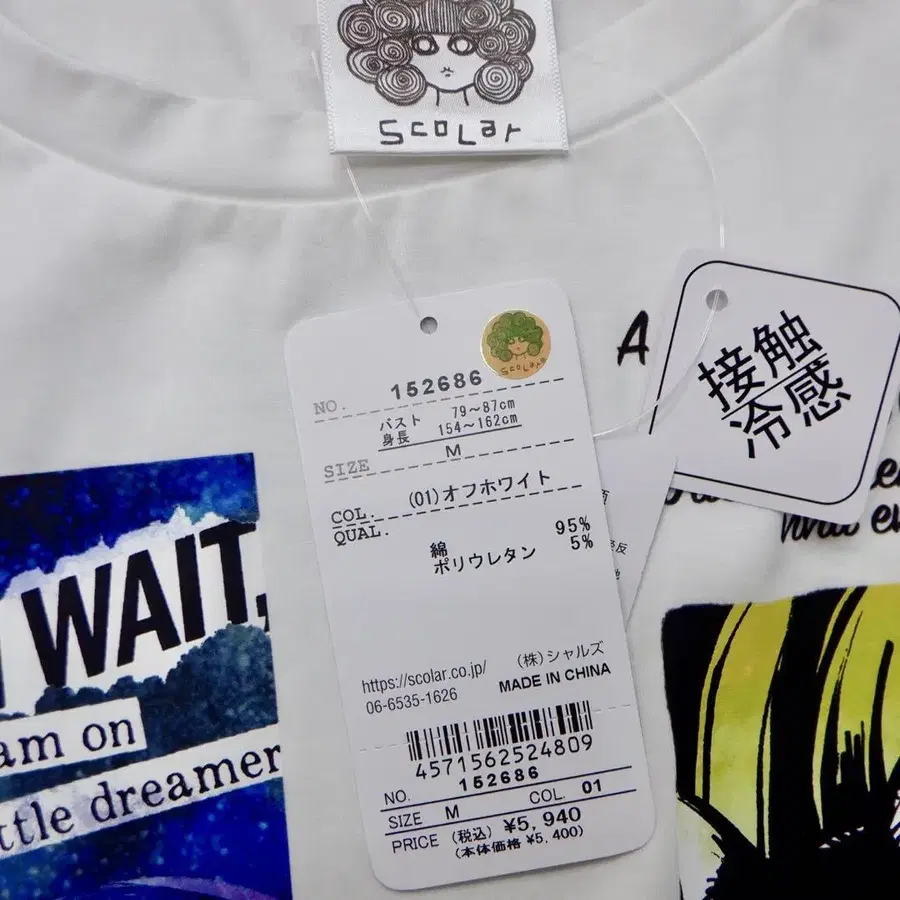 scolar
scolar
NO. 152686
バスト 79～87cm
身長 154～162cm
SIZE M
COL. (01)オフホワイト
QUAL.
綿 95%
ポリウレタン 5%
https://scolar.co.jp/
06-6535-1626
(株)シャルズ
MADE IN CHINA
4571562524809
NO. 152686
SIZE M COL. 01
PRICE (税込) ¥5,940
(本体価格 ¥5,400)
接触
冷感
A
WAIT,
am on
ttle dreamer